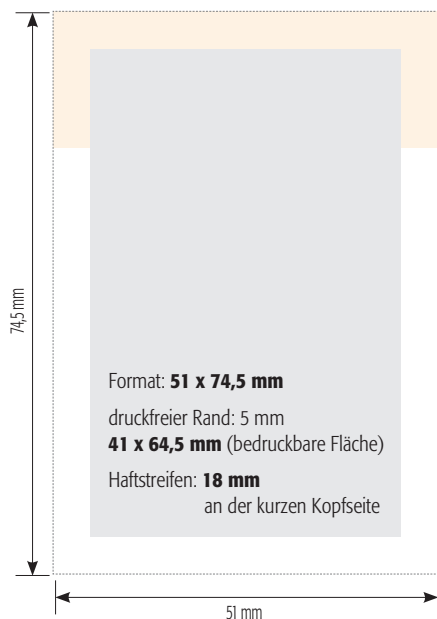 74,5 mm
Format: 51 x 74,5 mm
druckfreier Rand: 5 mm
41 x 64,5 mm (bedruckbare Fläche)
Haftstreifen: 18 mm
an der kurzen Kopfseite
51 mm